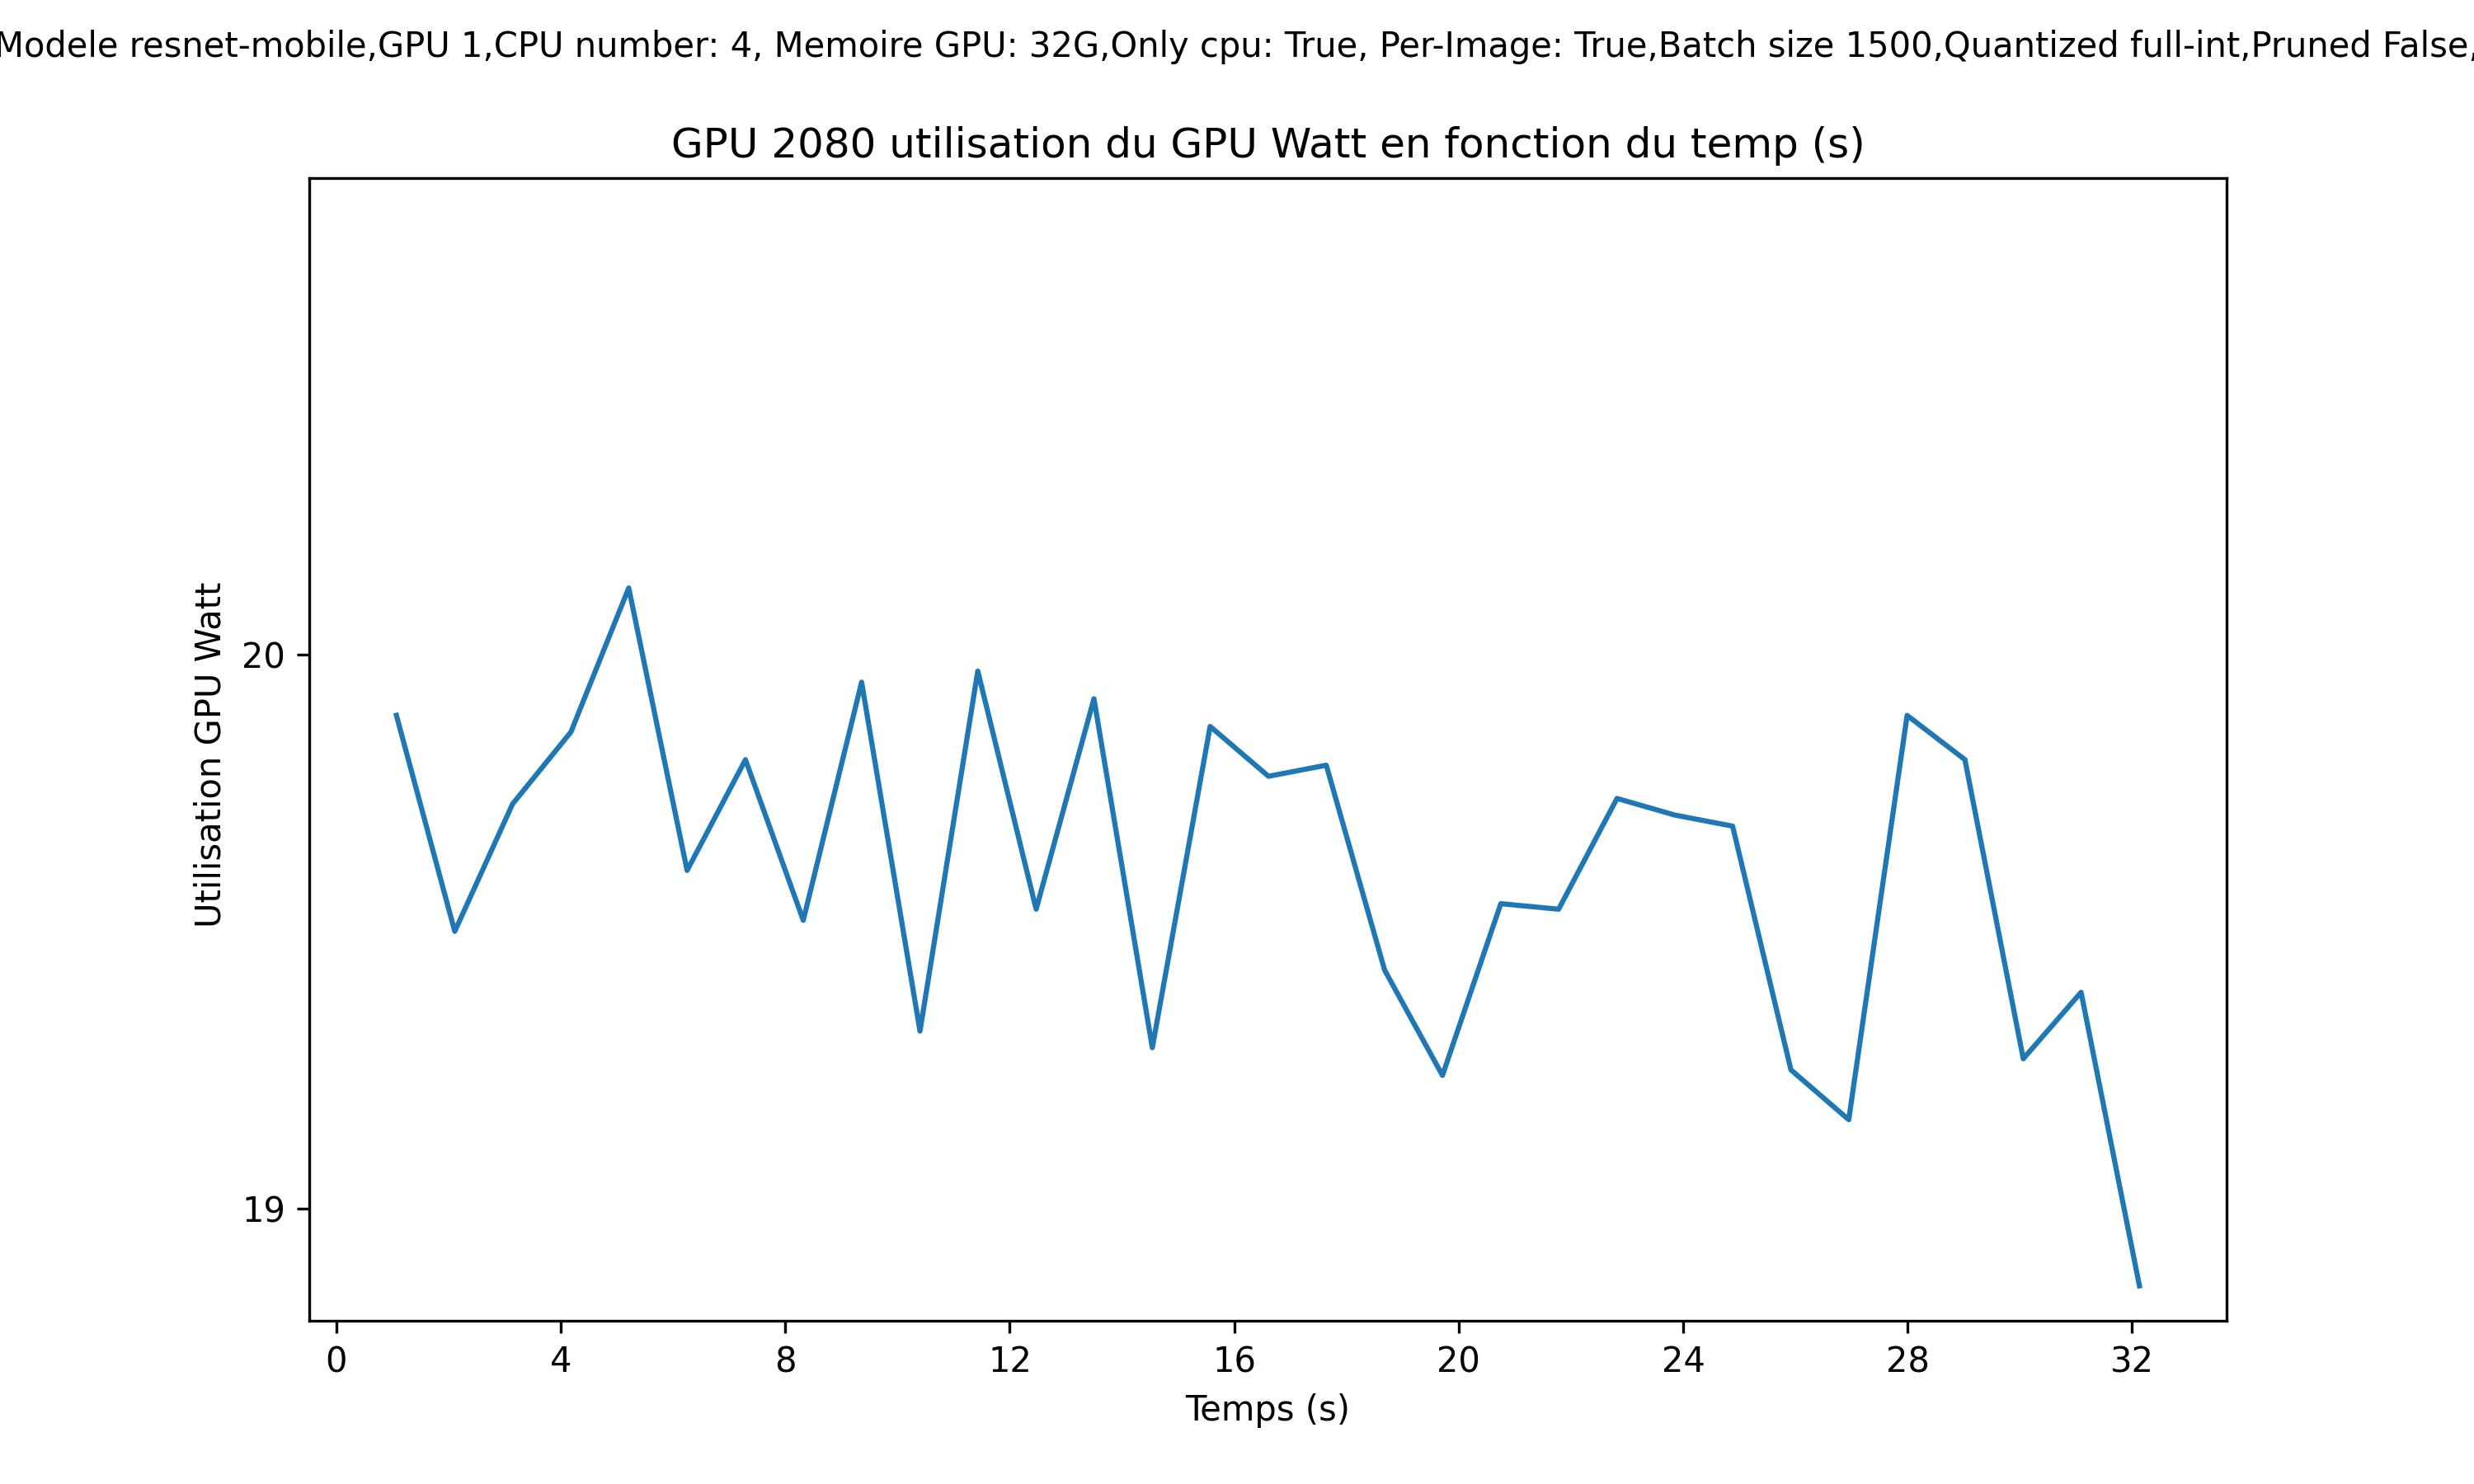 Modele resnet-mobile,GPU 1,CPU number: 4, Memoire GPU: 32G,Only cpu: True, Per-Image: True,Batch size 1500,Quantized full-int,Pruned False,
GPU 2080 utilisation du GPU Watt en fonction du temp (s)
Utilisation GPU Watt
20
19
0 4 8 12 16 20 24 28 32
Temps (s)